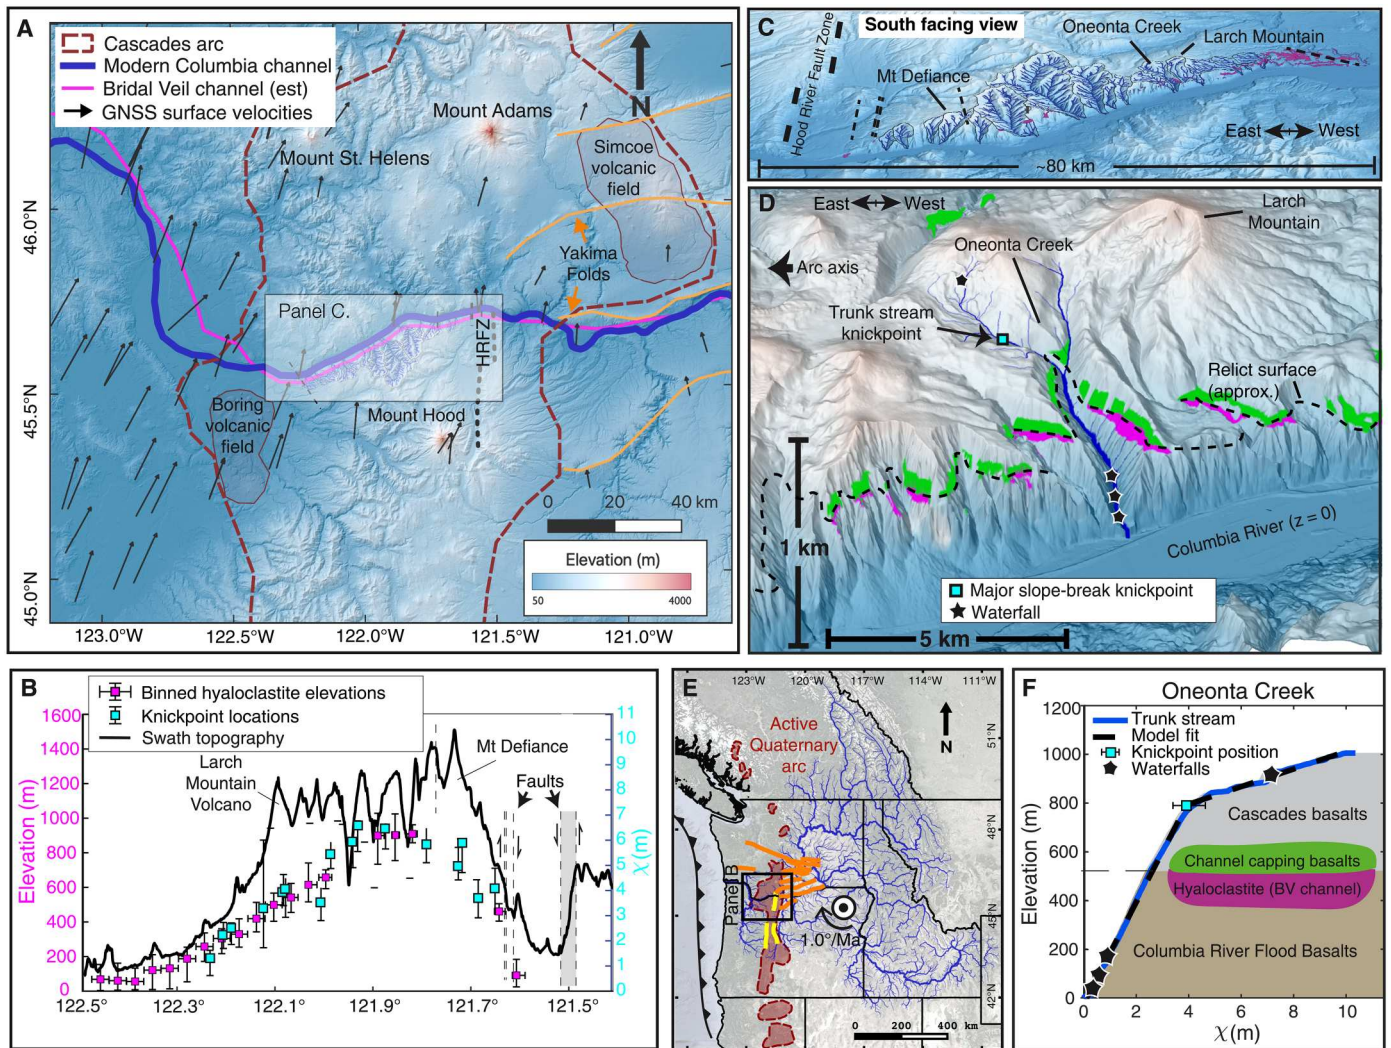 A
Cascades arc
Modern Columbia channel
Bridal Veil channel (est)
GNSS surface velocities
N
Mount Adams
Mount St. Helens
Simcoe
volcanic
field
Yakima
Folds
Panel C.
HRFZ
Mount Hood
Boring
volcanic
field
0 20 40 km
Elevation (m)
50 4000
46.0°N
45.5°N
45.0°N
123.0°W 122.5°W 122.0°W 121.5°W 121.0°W
C
South facing view
Hood River Fault Zone
Mt Defiance
Oneonta Creek
Larch Mountain
East West
~80 km
D
East West
Larch
Mountain
Oneonta Creek
Arc axis
Trunk stream
knickpoint
Relict surface
(approx.)
1 km
Columbia River (z = 0)
Major slope-break knickpoint
Waterfall
5 km
B
Binned hyaloclastite elevations
Knickpoint locations
Swath topography
Larch
Mountain
Volcano
Mt Defiance
Faults
Elevation (m)
1600
1400
1200
1000
800
600
400
200
0
χ(m)
11
10
9
8
7
6
5
4
3
2
1
0
122.5 122.3 122.1 121.9 121.7 121.5
E
123°W 120°W 117°W 114°W 111°W
Active
Quaternary
arc
N
51°N
48°N
45°N
42°N
Panel B
1.0°/Ma
0 200 400 km
F
Oneonta Creek
Trunk stream
Model fit
Knickpoint position
Waterfalls
Cascades basalts
Channel capping basalts
Hyaloclastite (BV channel)
Columbia River Flood Basalts
Elevation (m)
1200
1000
800
600
400
200
0
0 2 4 6 8 10
χ(m)